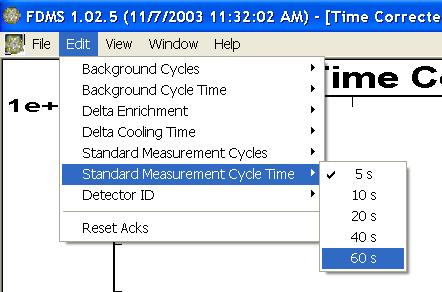 FDMS 1.02.5 (11/7/2003 11:32:02 AM) - [Time Correcte
File Edit View Window Help
Time Co
1e+
Background Cycles
Background Cycle Time
Delta Enrichment
Delta Cooling Time
Standard Measurement Cycles
Standard Measurement Cycle Time
Detector ID
Reset Acks
5 s
10 s
20 s
40 s
60 s